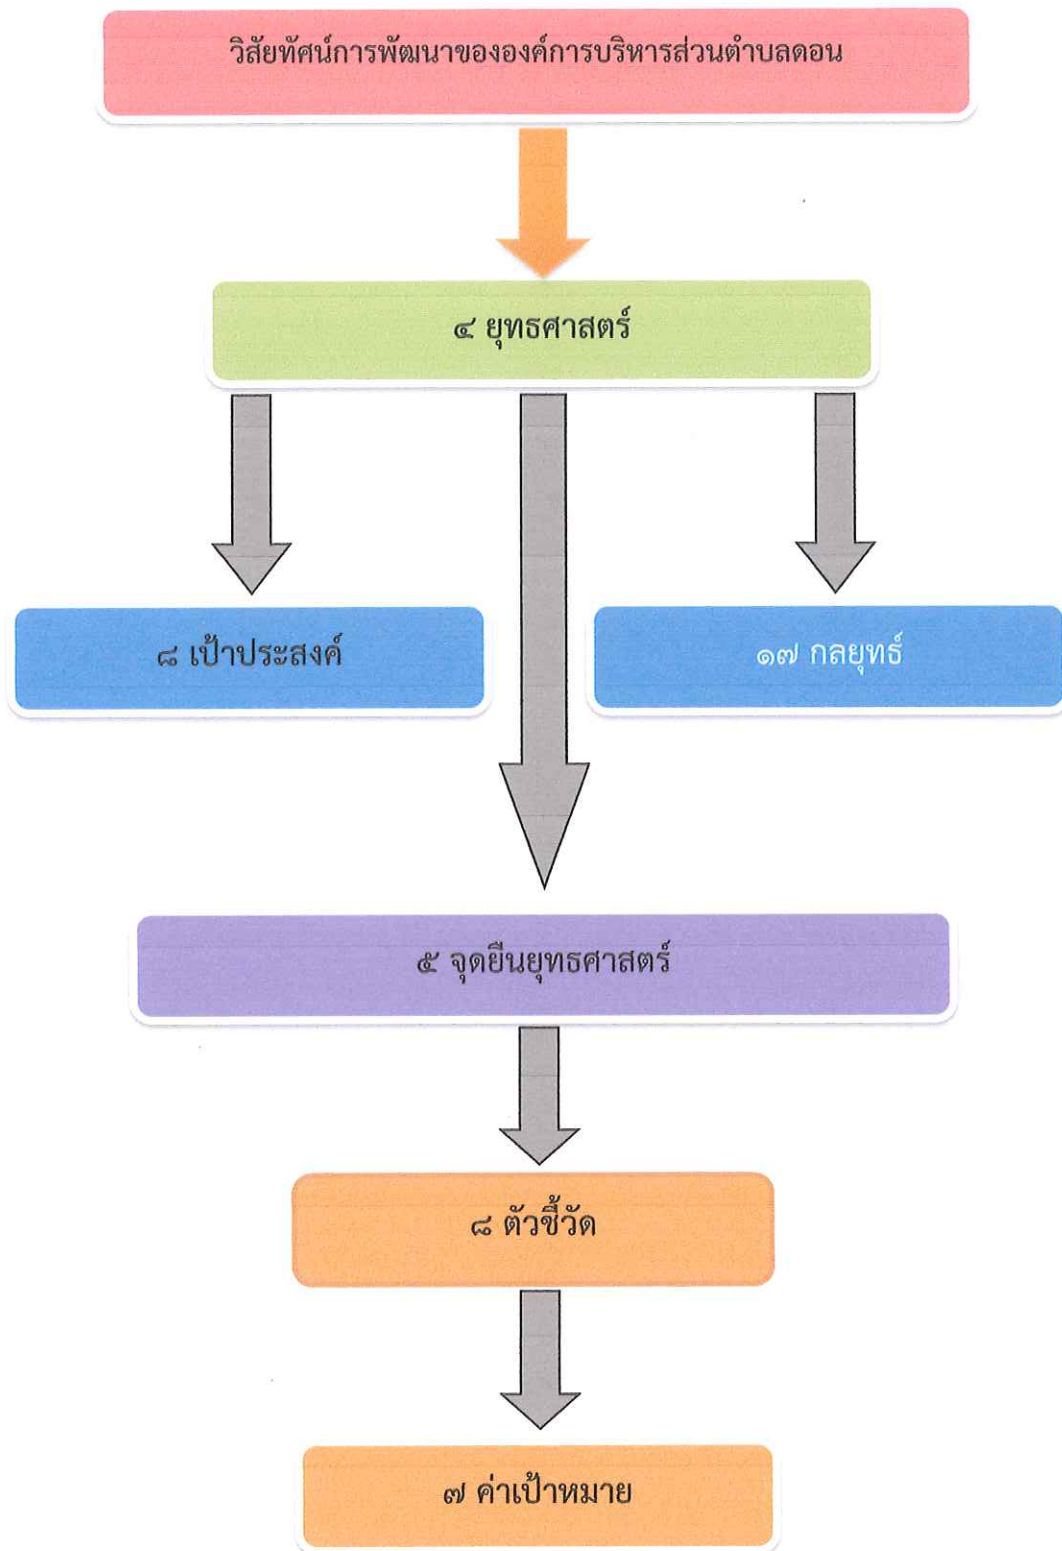 วิสัยทัศน์การพัฒนาขององค์การบริหารส่วนตำบลดอน
๔ ยุทธศาสตร์
๘ เป้าประสงค์
๑๗ กลยุทธ์
๕ จุดยืนยุทธศาสตร์
๘ ตัวชี้วัด
๗ ค่าเป้าหมาย